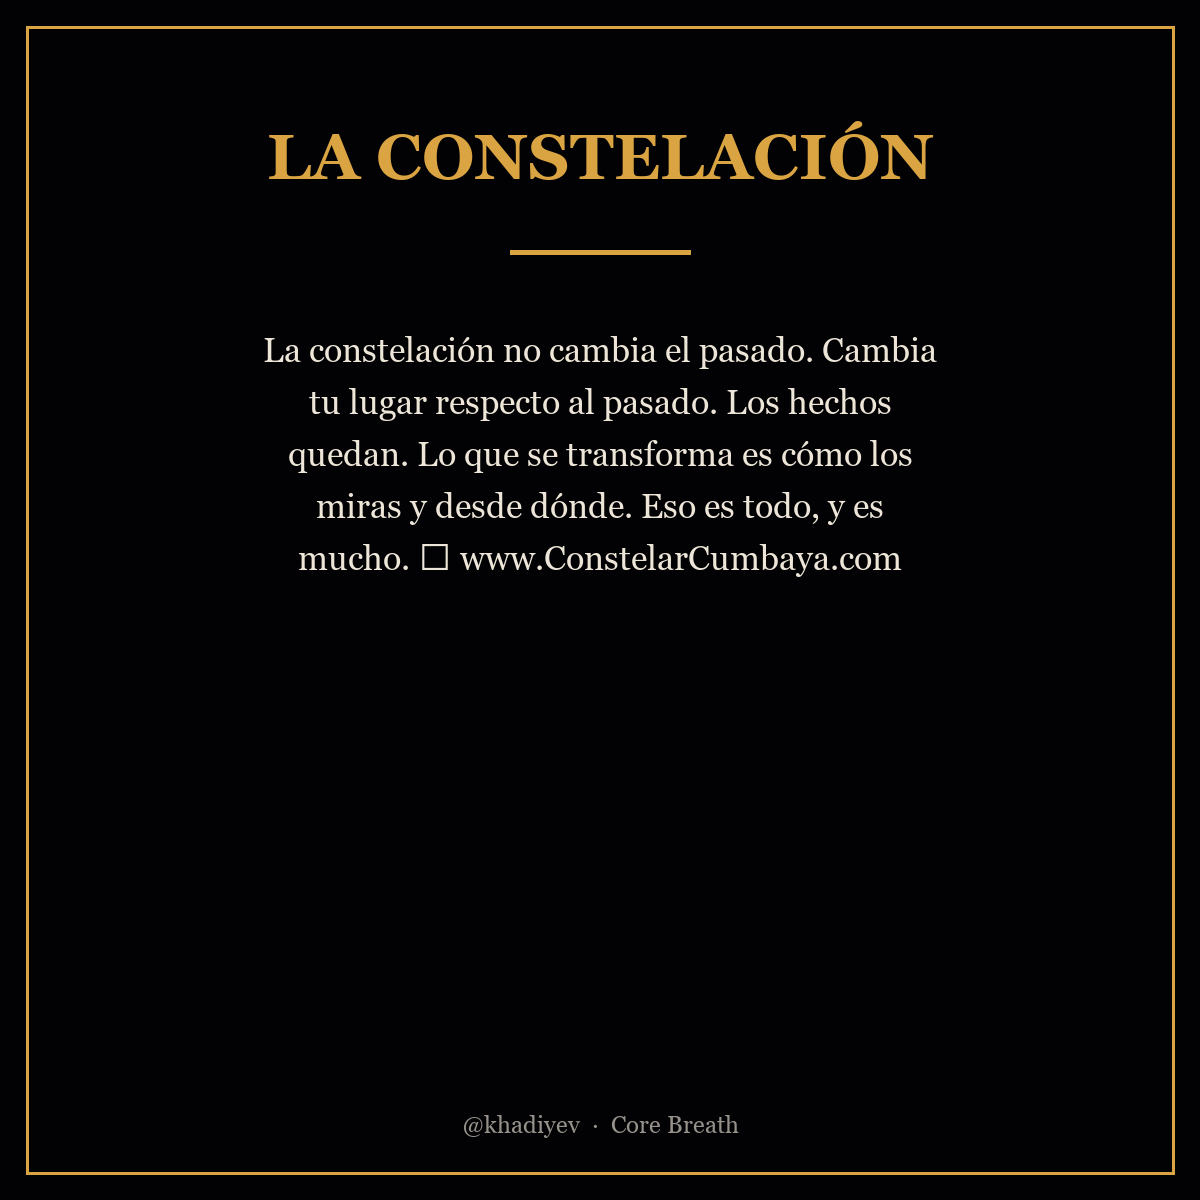 LA CONSTELACIÓN
La constelación no cambia el pasado. Cambia
tu lugar respecto al pasado. Los hechos
quedan. Lo que se transforma es cómo los
miras y desde dónde. Eso es todo, y es
mucho. □ www.ConstelarCumbaya.com
@khadiyev · Core Breath